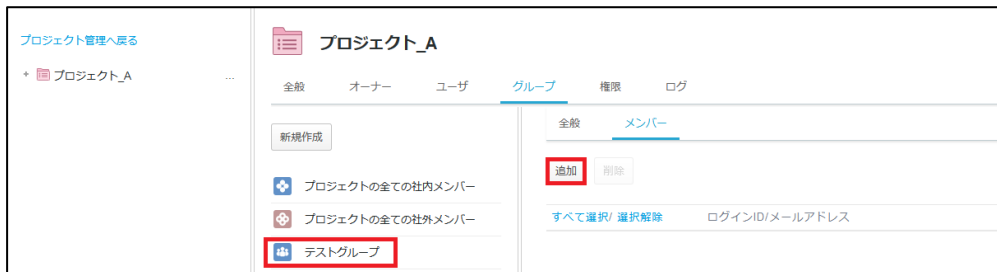 プロジェクト管理へ戻る
プロジェクト_A
...
プロジェクト_A
全般 オーナー ユーザ グループ 権限 ログ
新規作成
プロジェクトの全ての社内メンバー
プロジェクトの全ての社外メンバー
テストグループ
全般 メンバー
追加 削除
すべて選択/ 選択解除 ログインID/メールアドレス